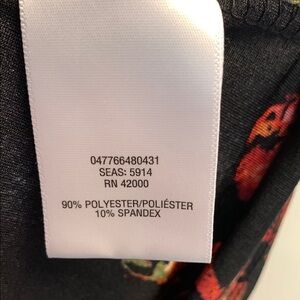 047766480431
SEAS: 5914
RN 42000
90% POLYESTER/POLIÉSTER
10% SPANDEX